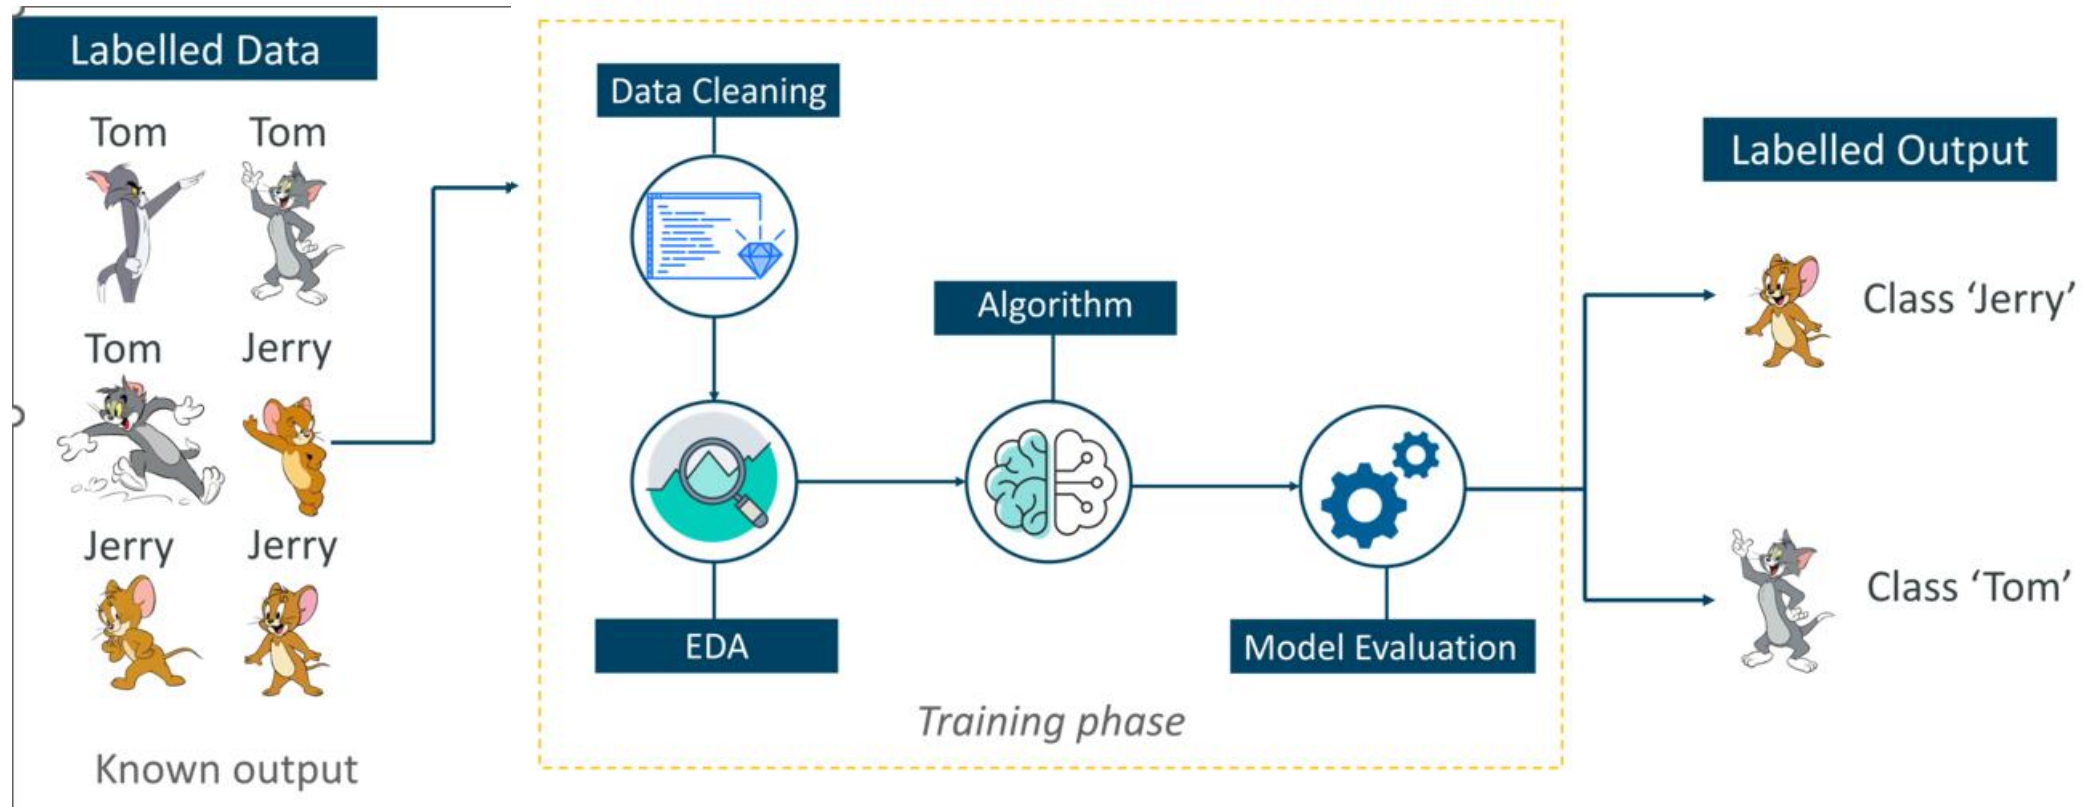 Labelled Data
Tom Tom
Tom Jerry
Jerry Jerry
Known output
Data Cleaning
EDA
Algorithm
Model Evaluation
Training phase
Labelled Output
Class ‘Jerry’
Class ‘Tom’